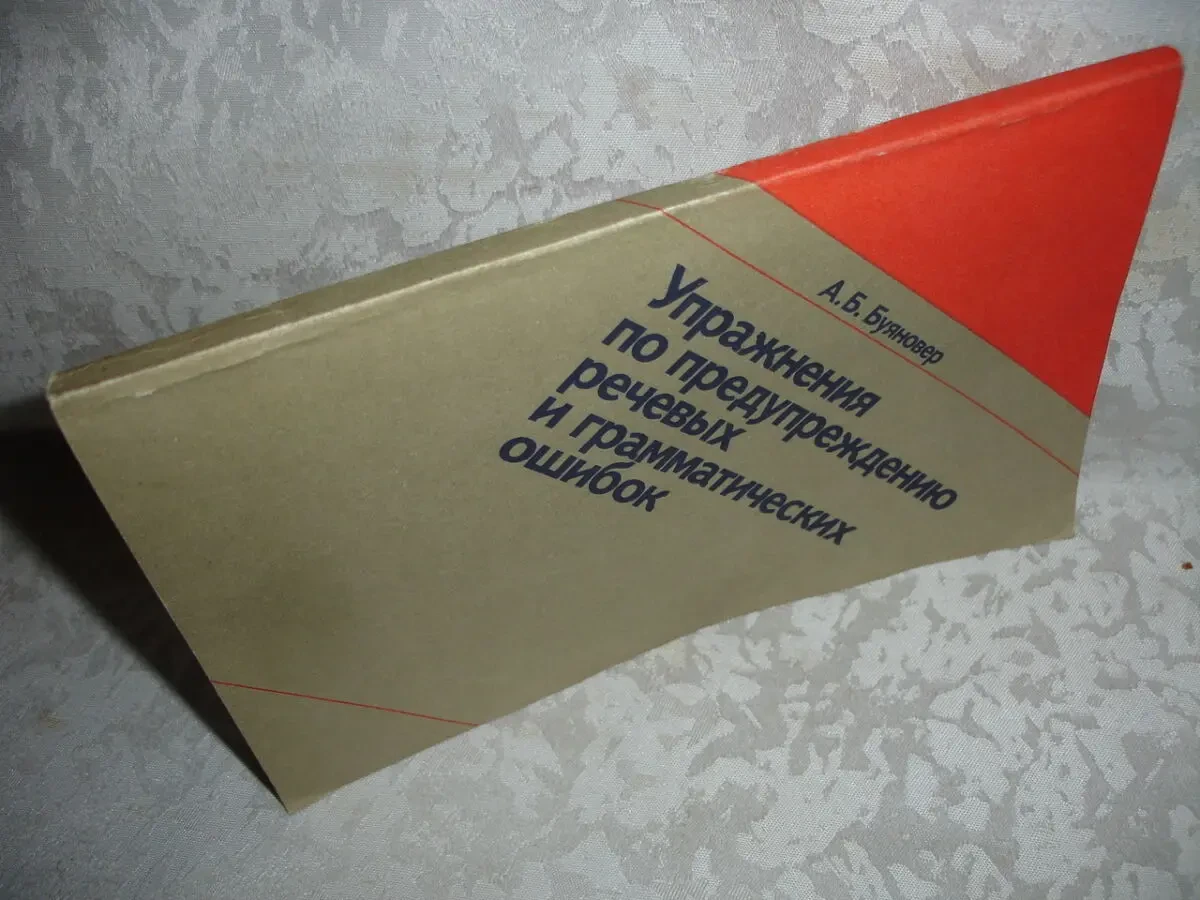 А. Б. Буяновер
Упражнения
по предупреждению
речевых
и грамматических
ошибок